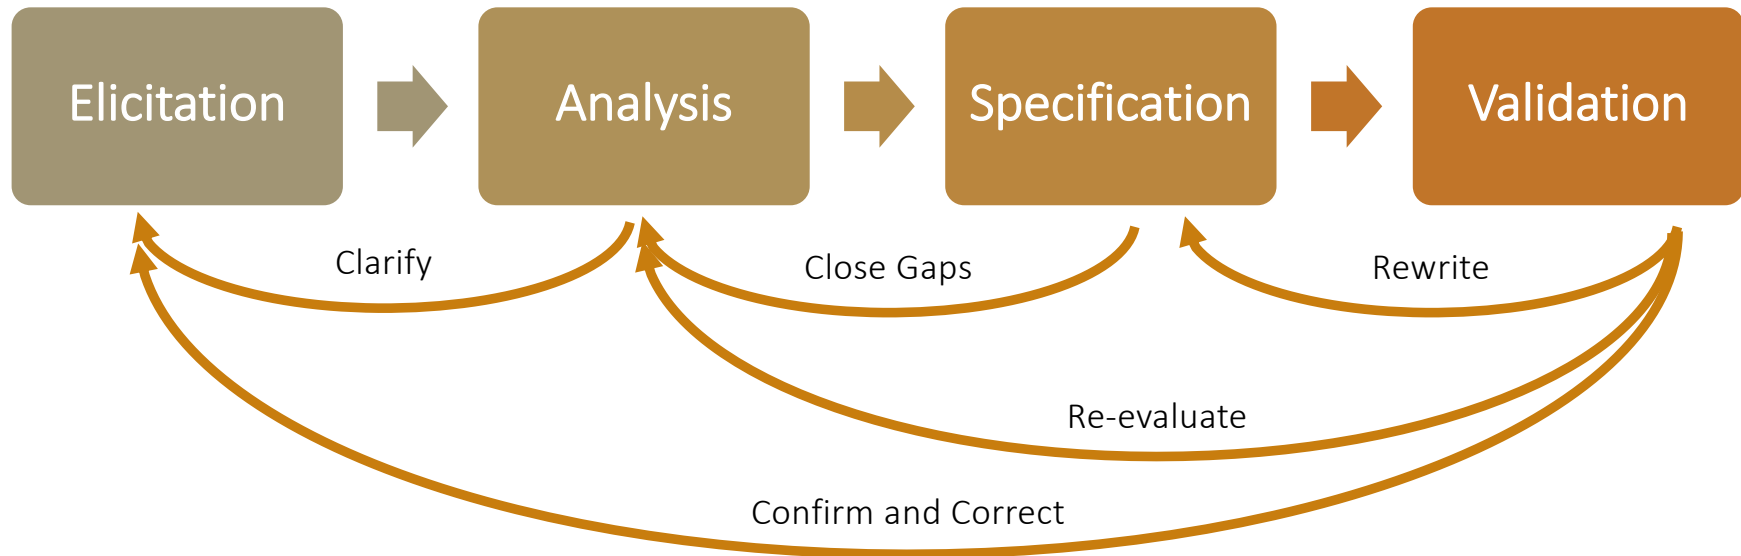 Elicitation
Analysis
Specification
Validation
Clarify
Close Gaps
Rewrite
Re-evaluate
Confirm and Correct